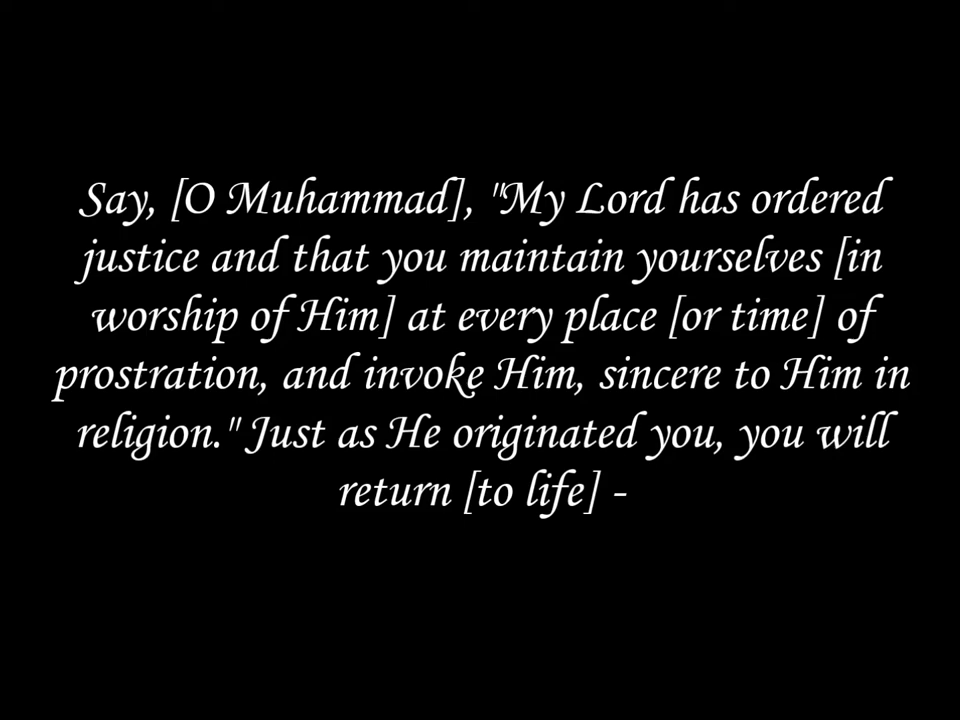 Say, [O Muhammad], "My Lord has ordered
justice and that you maintain yourselves [in
worship of Him] at every place [or time] of
prostration, and invoke Him, sincere to Him in
religion." Just as He originated you, you will
return [to life] -